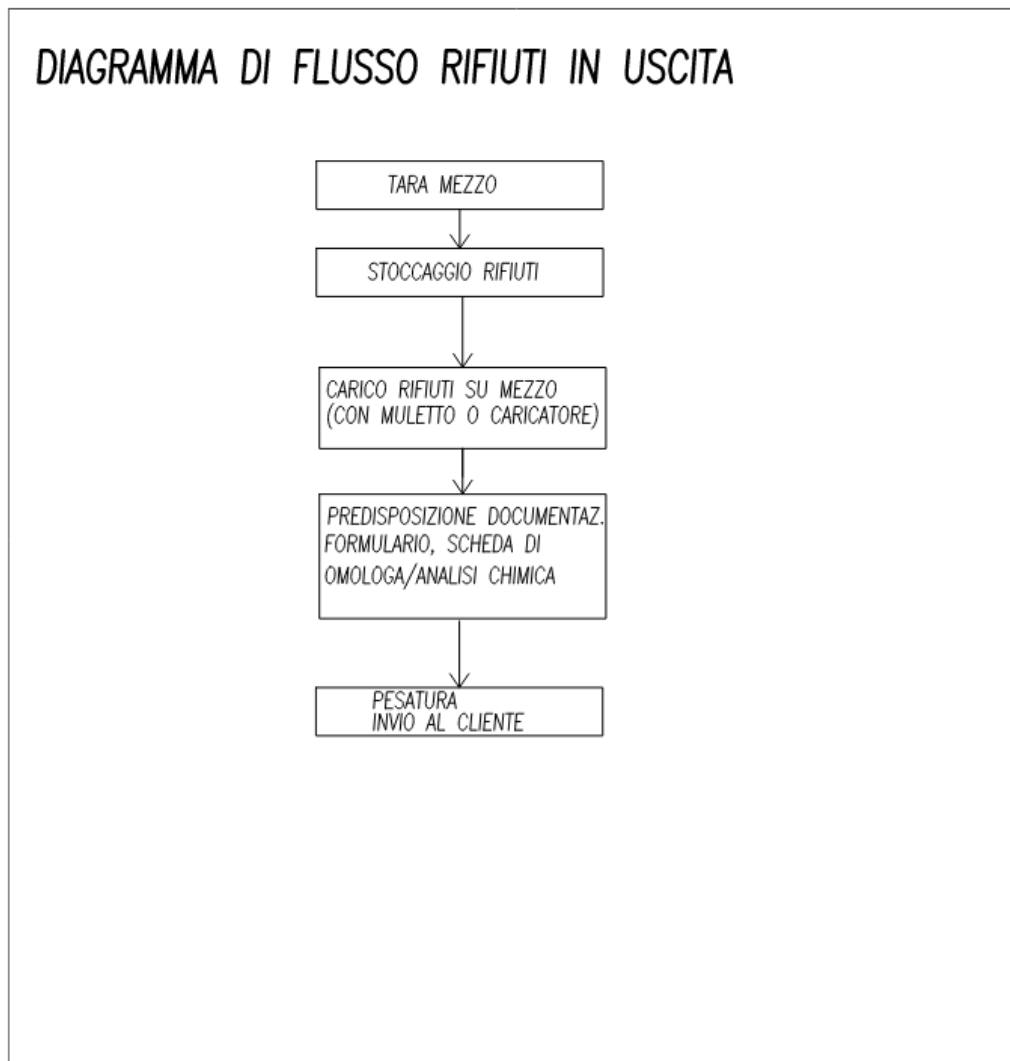 DIAGRAMMA DI FLUSSO RIFIUTI IN USCITA
TARA MEZZO
STOCCAGGIO RIFIUTI
CARICO RIFIUTI SU MEZZO
(CON MULETTO O CARICATORE)
PREDISPOSIZIONE DOCUMENTAZ.
FORMULARIO, SCHEDA DI
OMOLOGA/ANALISI CHIMICA
PESATURA
INVIO AL CLIENTE